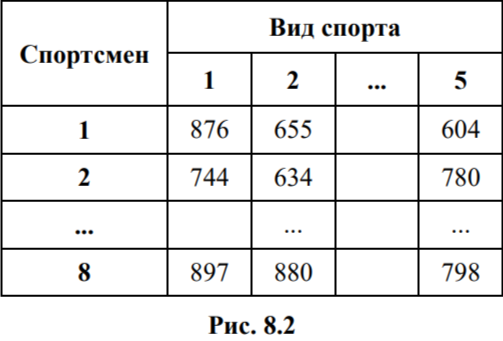 Спортсмен Вид спорта
1 2 ... 5
1 876 655 604
2 744 634 780
... ... ...
8 897 880 798
Рис. 8.2